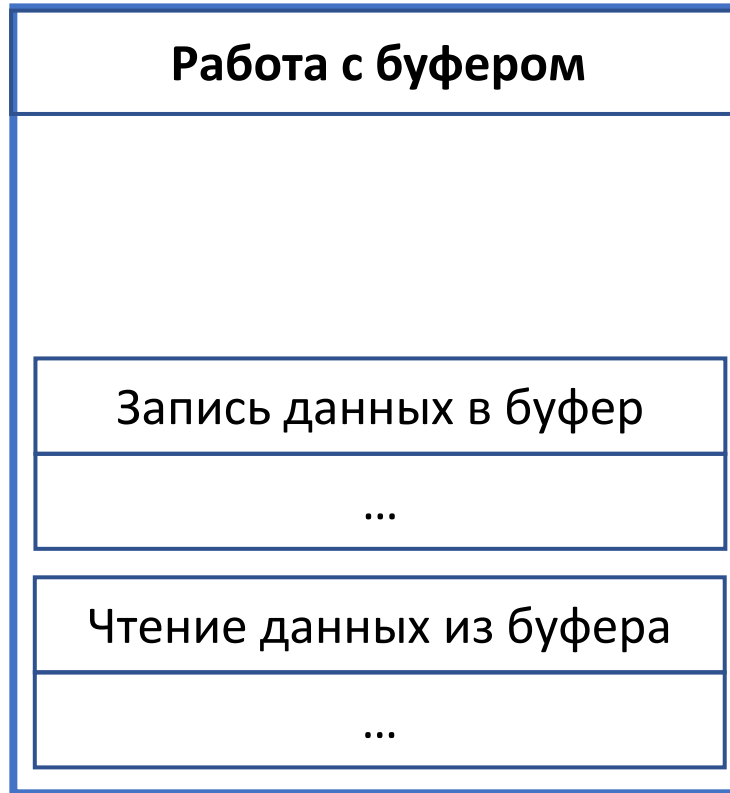 Работа с буфером
Запись данных в буфер
...
Чтение данных из буфера
...